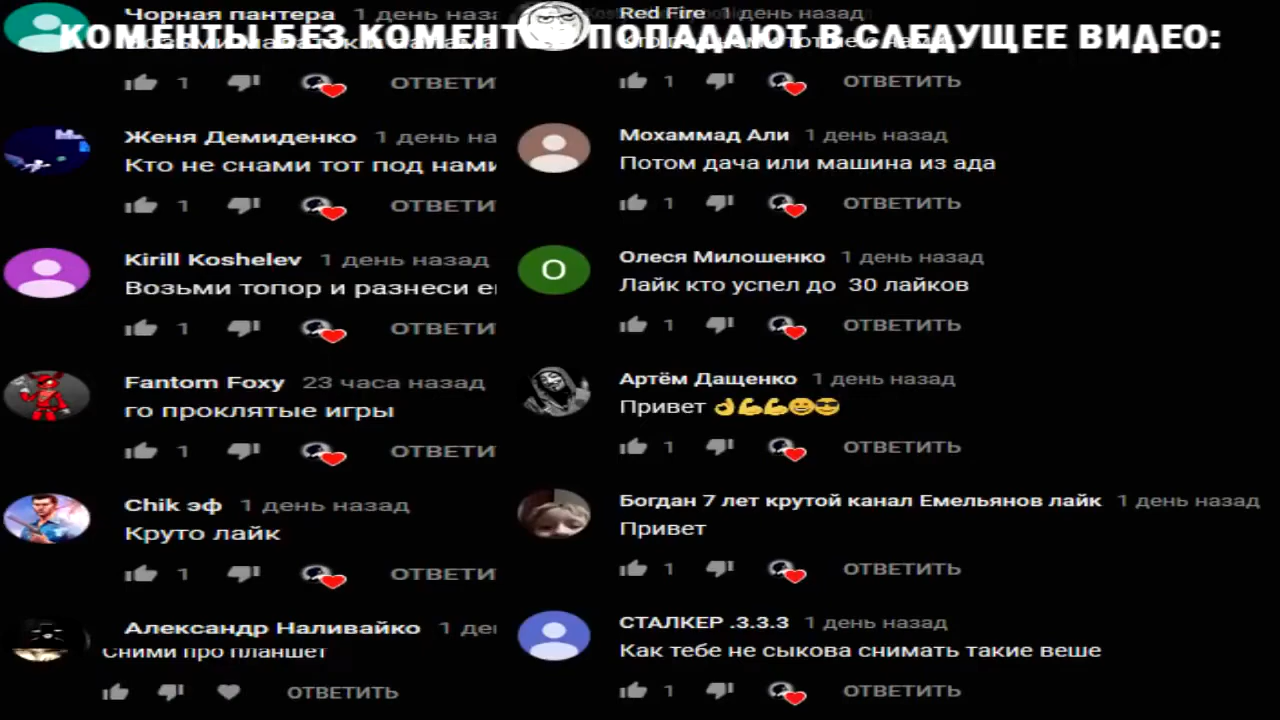 Чорная пантера 1 день наза
КОМЕНТЫ БЕЗ КОМЕНТ ПОПАДАЮТ В СЛЕДУЩЕЕ ВИДЕО:
1 ОТВЕТИ
Женя Демиденко 1 день на
Кто не снами тот под нами
1 ОТВЕТИ
Kirill Koshelev 1 день назад
Возьми топор и разнеси е
1 ОТВЕТИ
Fantom Foxy 23 часа назад
го проклятые игры
1 ОТВЕТИ
Chik эф 1 день назад
Круто лайк
1 ОТВЕТИ
Александр Наливайко 1 де
Сними про планшет
ОТВЕТИТЬ
Red Fire 1 день назад
1 ОТВЕТИТЬ
Мохаммад Али 1 день назад
Потом дача или машина из ада
1 ОТВЕТИТЬ
О
Олеся Милошенко 1 день назад
Лайк кто успел до 30 лайков
1 ОТВЕТИТЬ
Артём Дащенко 1 день назад
Привет 👌💪💪😀😎
1 ОТВЕТИТЬ
Богдан 7 лет крутой канал Емельянов лайк 1 день назад
Привет
1 ОТВЕТИТЬ
СТАЛКЕР .3.3.3 1 день назад
Как тебе не сыкова снимать такие веше
1 ОТВЕТИТЬ